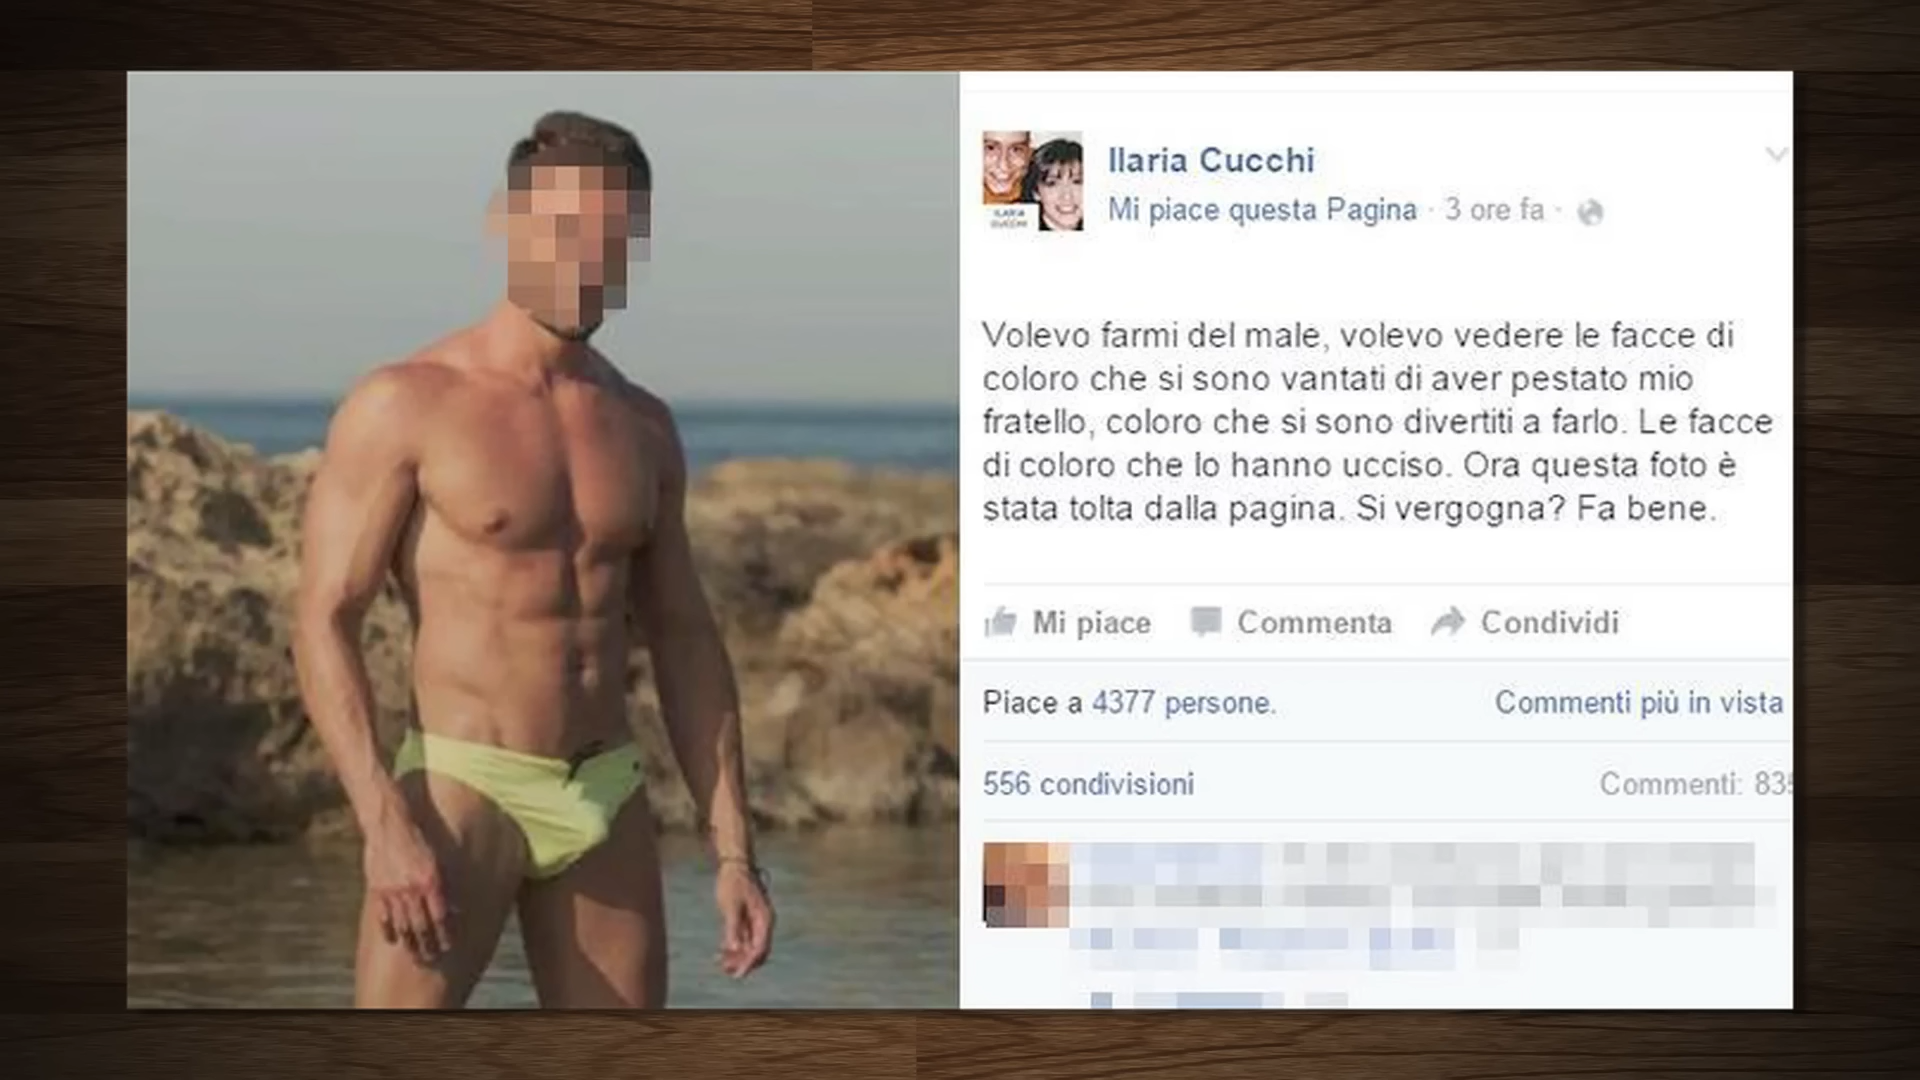 Ilaria Cucchi
Mi piace questa Pagina · 3 ore fa ·
ILARIA
CUCCHI
Volevo farmi del male, volevo vedere le facce di
coloro che si sono vantati di aver pestato mio
fratello, coloro che si sono divertiti a farlo. Le facce
di coloro che lo hanno ucciso. Ora questa foto è
stata tolta dalla pagina. Si vergogna? Fa bene.
Mi piace Commenta Condividi
Piace a 4377 persone. Commenti più in vista
556 condivisioni Commenti: 835